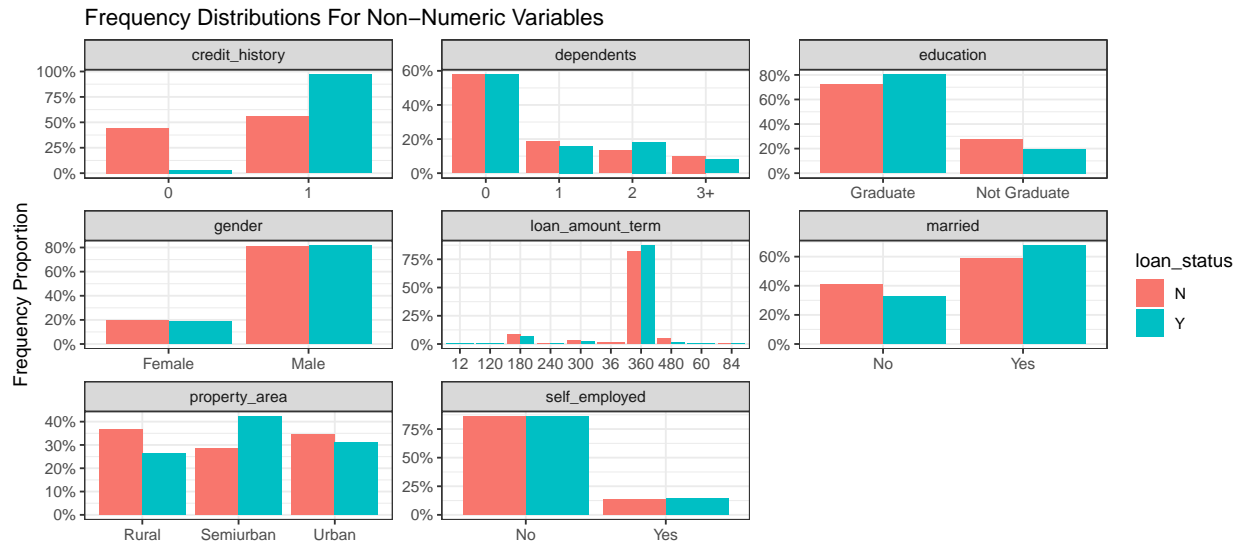 Frequency Distributions For Non−Numeric Variables
credit_history
100%
75%
50%
25%
0%
0 1
dependents
60%
40%
20%
0%
0 1 2 3+
education
80%
60%
40%
20%
0%
Graduate Not Graduate
Frequency Proportion
gender
80%
60%
40%
20%
0%
Female Male
loan_amount_term
75%
50%
25%
0%
12 120 180 240 300 36 360 480 60 84
married
60%
40%
20%
0%
No Yes
loan_status
N
Y
property_area
40%
30%
20%
10%
0%
Rural Semiurban Urban
self_employed
75%
50%
25%
0%
No Yes